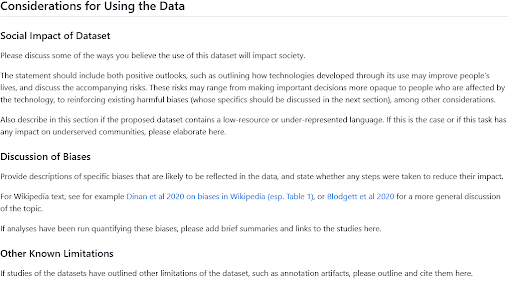 Considerations for Using the Data
Social Impact of Dataset
Please discuss some of the ways you believe the use of this dataset will impact society.
The statement should include both positive outlooks, such as outlining how technologies developed through its use may improve people's
lives, and discuss the accompanying risks. These risks may range from making important decisions more opaque to people who are affected by
the technology, to reinforcing existing harmful biases (whose specifics should be discussed in the next section), among other considerations.
Also describe in this section if the proposed dataset contains a low-resource or under-represented language. If this is the case or if this task has
any impact on underserved communities, please elaborate here.
Discussion of Biases
Provide descriptions of specific biases that are likely to be reflected in the data, and state whether any steps were taken to reduce their impact.
For Wikipedia text, see for example Dinan et al 2020 on biases in Wikipedia (esp. Table 1), or Blodgett et al 2020 for a more general discussion
of the topic.
If analyses have been run quantifying these biases, please add brief summaries and links to the studies here.
Other Known Limitations
If studies of the datasets have outlined other limitations of the dataset, such as annotation artifacts, please outline and cite them here.